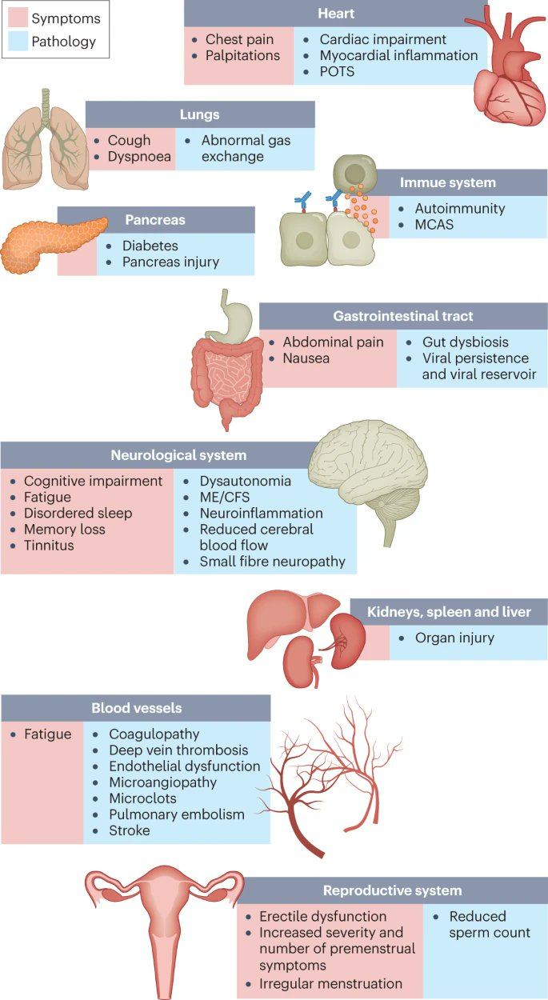 Symptoms
Pathology
Heart
• Chest pain
• Palpitations
• Cardiac impairment
• Myocardial inflammation
• POTS
Lungs
• Cough
• Dyspnoea
• Abnormal gas
exchange
Immue system
• Autoimmunity
• MCAS
Pancreas
• Diabetes
• Pancreas injury
Gastrointestinal tract
• Abdominal pain
• Nausea
• Gut dysbiosis
• Viral persistence
and viral reservoir
Neurological system
• Cognitive impairment
• Fatigue
• Disordered sleep
• Memory loss
• Tinnitus
• Dysautonomia
• ME/CFS
• Neuroinflammation
• Reduced cerebral
blood flow
• Small fibre neuropathy
Kidneys, spleen and liver
• Organ injury
Blood vessels
• Fatigue
• Coagulopathy
• Deep vein thrombosis
• Endothelial dysfunction
• Microangiopathy
• Microclots
• Pulmonary embolism
• Stroke
Reproductive system
• Erectile dysfunction
• Increased severity and
number of premenstrual
symptoms
• Irregular menstruation
• Reduced
sperm count